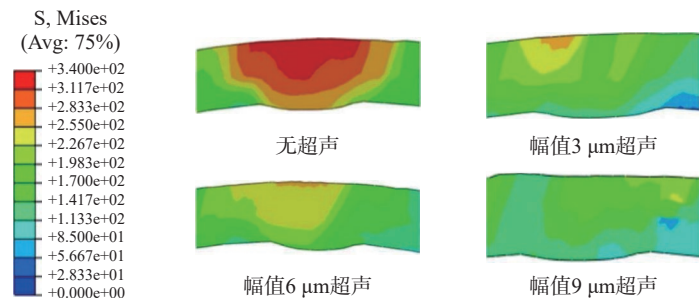 S, Mises
(Avg: 75%)
+3.400e+02
+3.117e+02
+2.833e+02
+2.550e+02
+2.267e+02
+1.983e+02
+1.700e+02
+1.417e+02
+1.133e+02
+8.500e+01
+5.667e+01
+2.833e+01
+0.000e+00
无超声
幅值3 μm超声
幅值6 μm超声
幅值9 μm超声